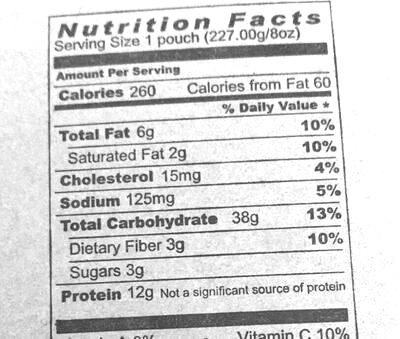 Nutrition Facts
Serving Size 1 pouch (227.00g/8oz)
Amount Per Serving
Calories 260 Calories from Fat 60
% Daily Value *
Total Fat 6g 10%
Saturated Fat 2g 10%
Cholesterol 15mg 4%
Sodium 125mg 5%
Total Carbohydrate 38g 13%
Dietary Fiber 3g 10%
Sugars 3g
Protein 12g Not a significant source of protein
Vitamin C 10%